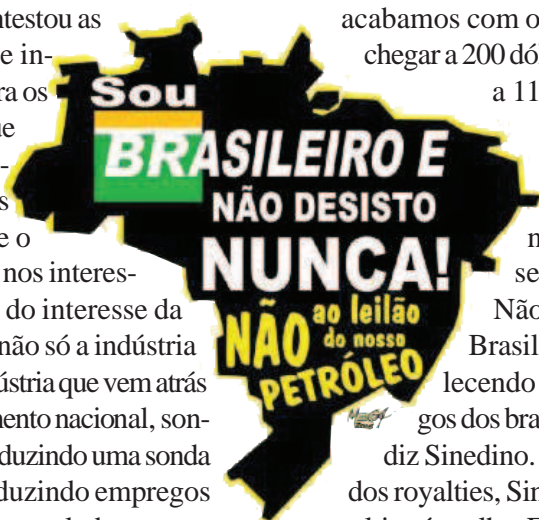 ntestou as
e in-
ra os
ue
-
s
e o
nos interes-
do interesse da
não só a indústria
ústria que vem atrás
mento nacional, son-
duzindo uma sonda
duzindo empregos
Sou
BRASILEIRO E
NÃO DESISTO
NUNCA!
NÃO ao leilão
do nosso
PETRÓLEO
acabamos com o
chegar a 200 dól
a 11
n
se
Não
Brasil
lecendo
gos dos bra
diz Sinedino.
dos royalties, Sin